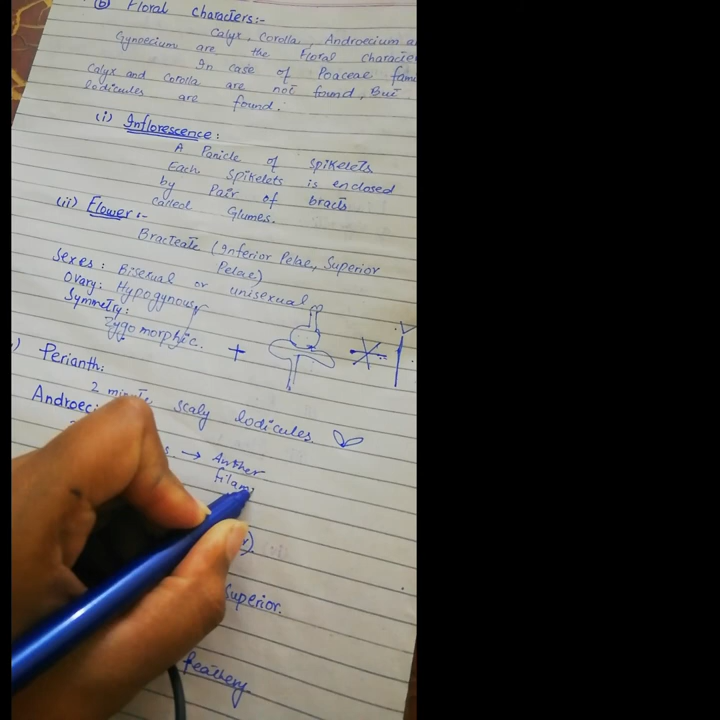 (b) Floral characters:-
Calyx, Corolla, Androecium
Gynoecium are the Floral
In case of Poaceae
Calyx and Corolla are not found, But
lodicules are found.
(i) Inflorescence:
A Panicle of Spikelets
Each Spikelets is enclosed
by Pair of bracts
called Glumes.
(ii) Flower:-
Bracteate (Inferior Pelae, Superior
Pelae)
Sexes: Bisexual or unisexual
Ovary: Hypogynous
Symmetry:
Zygomorphic.
Perianth:
2 scaly lodicules.
→ Anther
Superior.
feathery